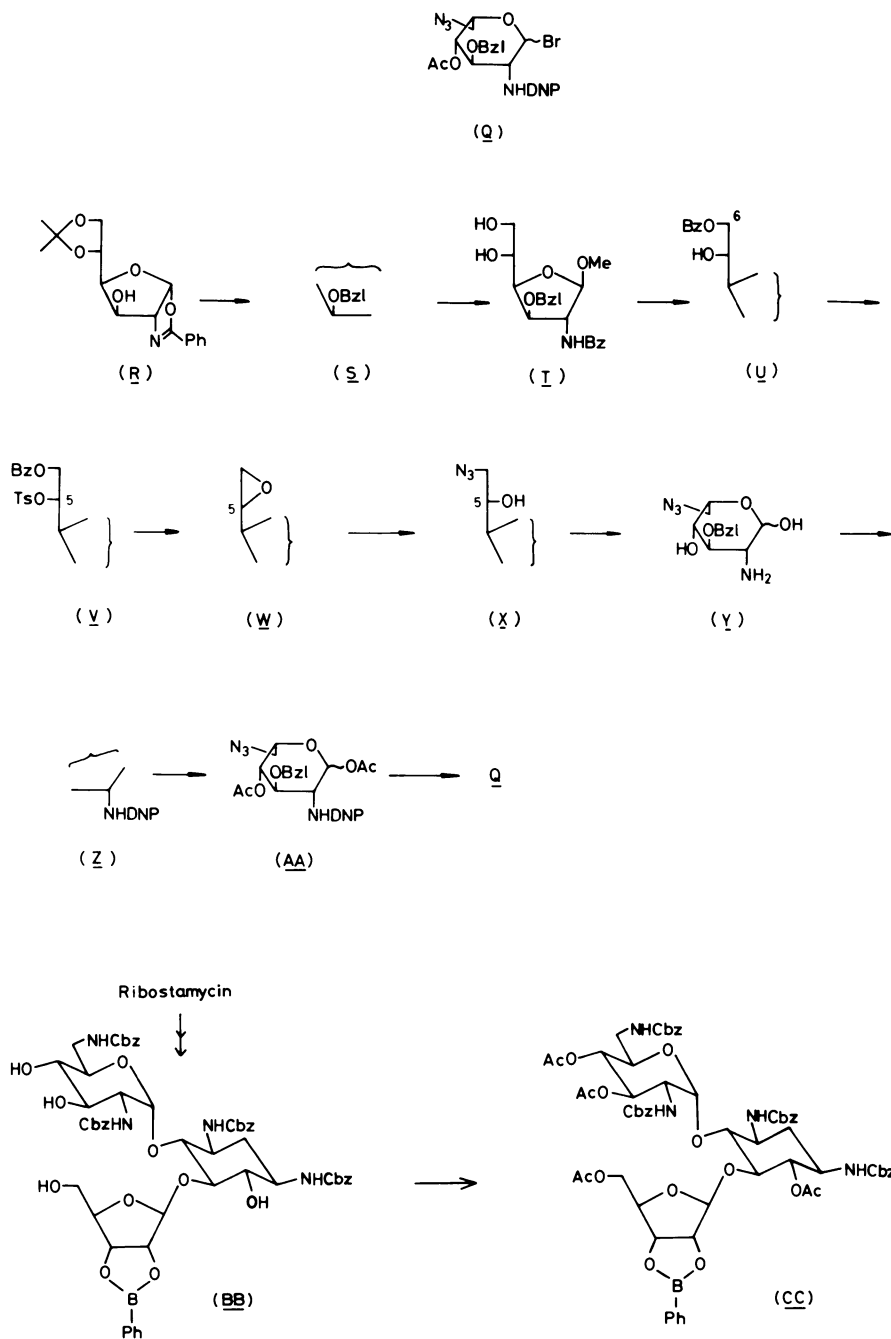 N3 O OBzl Br
AcO NHDNP
(Q)
O O O
OH O
N Ph
(R)
OBzl
(S)
HO
HO O OMe
OBzl
NHBz
(T)
BzO 6
HO
(U)
BzO
TsO 5
(V)
O
5
(W)
N3
5 OH
(X)
N3 O OH
OBzl
HO NH2
(Y)
NHDNP
(Z)
N3 O OAc
OBzl
AcO NHDNP
(AA)
Q
Ribostamycin
NHCbz
HO O
HO
CbzHN NHCbz
O
NHCbz
HO O OH
O
O O
B
Ph
(BB)
NHCbz
AcO O
AcO
CbzHN NHCbz
O
NHCbz
AcO O OAc
O
O O
B
Ph
(CC)